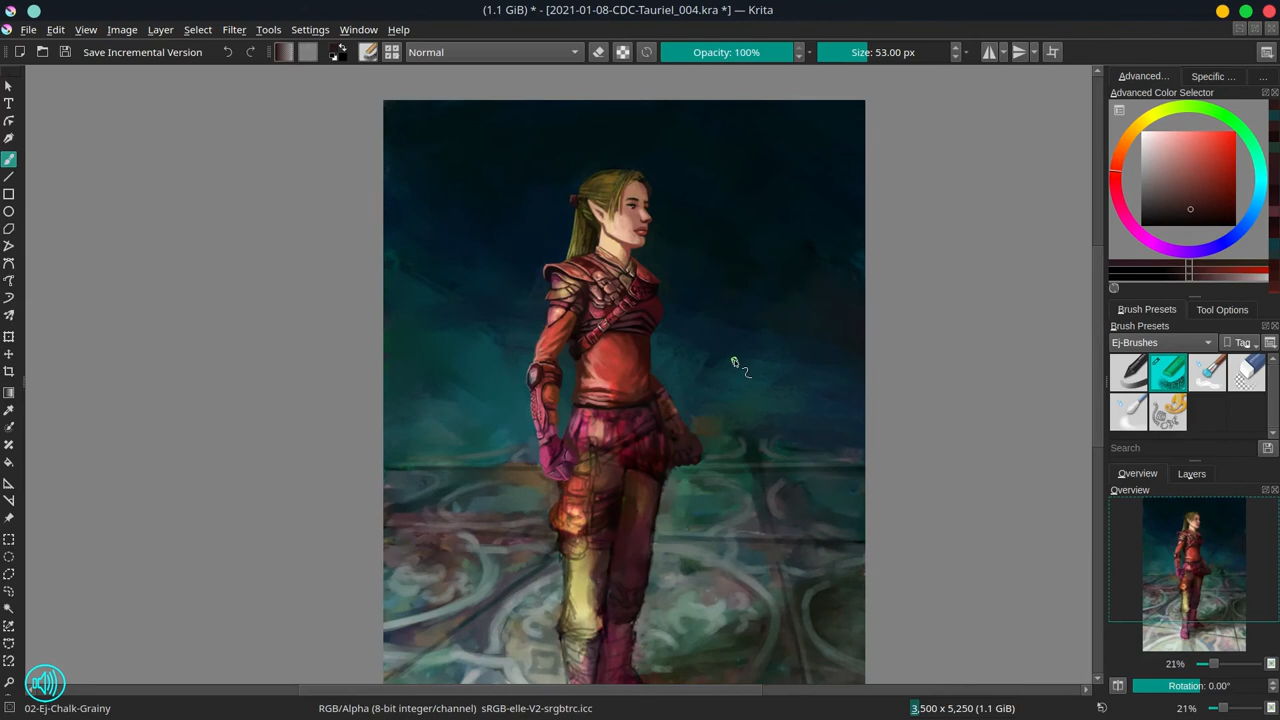 (1.1 GiB) * - [2021-01-08-CDC-Tauriel_004.kra *] — Krita
File Edit View Image Layer Select Filter Tools Settings Window Help
Save Incremental Version Normal Opacity: 100% Size: 53.00 px
Advanced... Specific ... ...
Advanced Color Selector
Brush Presets Tool Options
Brush Presets
Ej-Brushes Tag
Search
Overview Layers
Overview
21%
Rotation: 0.00°
02-Ej-Chalk-Grainy RGB/Alpha (8-bit integer/channel) sRGB-elle-V2-srgbtrc.icc 3,500 x 5,250 (1.1 GiB) 21%